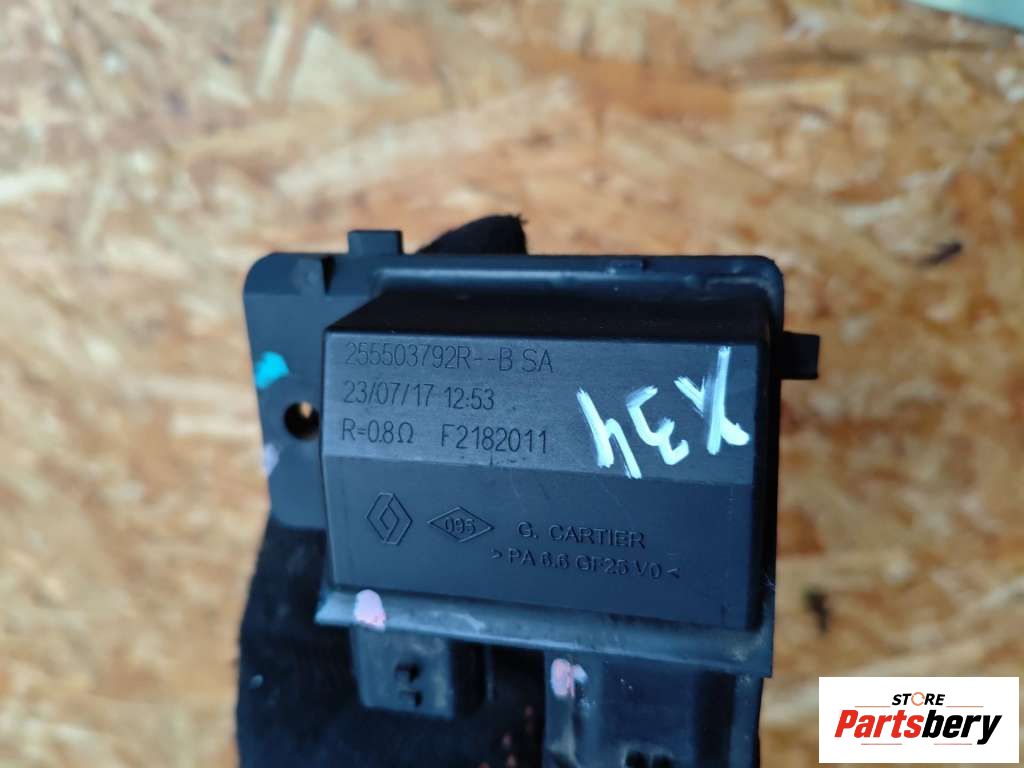 255503792R--B SA
23/07/17 12:53
R=0.8Ω F2182011
X34
095
G. CARTIER
>PA 6.6 GF25 V0<
STORE
Partsbery